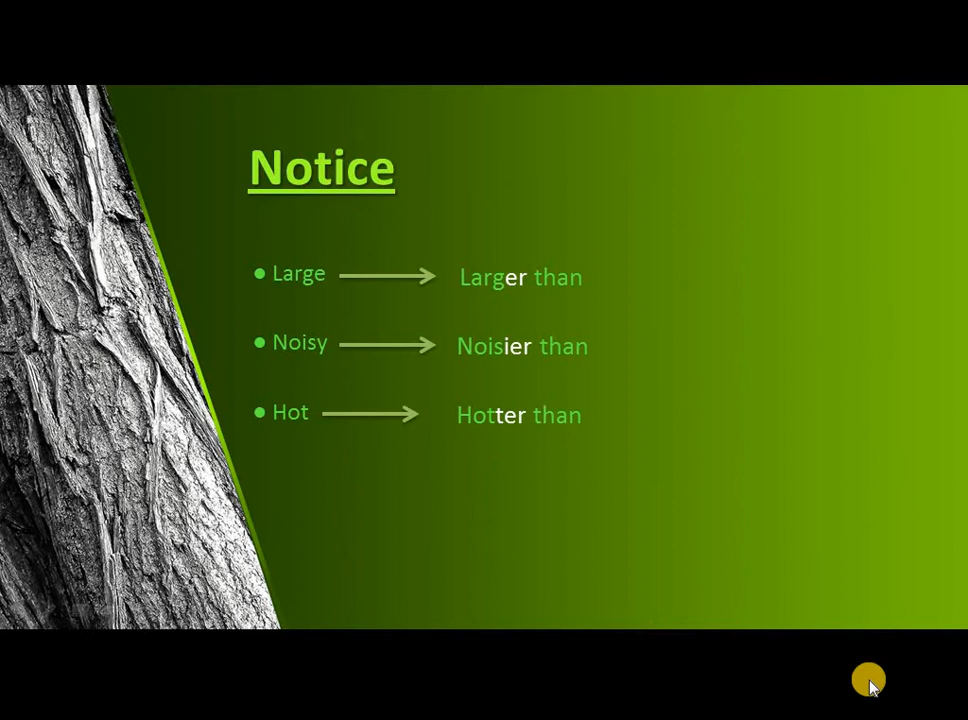 Notice
• Large → Larger than
• Noisy → Noisier than
• Hot → Hotter than